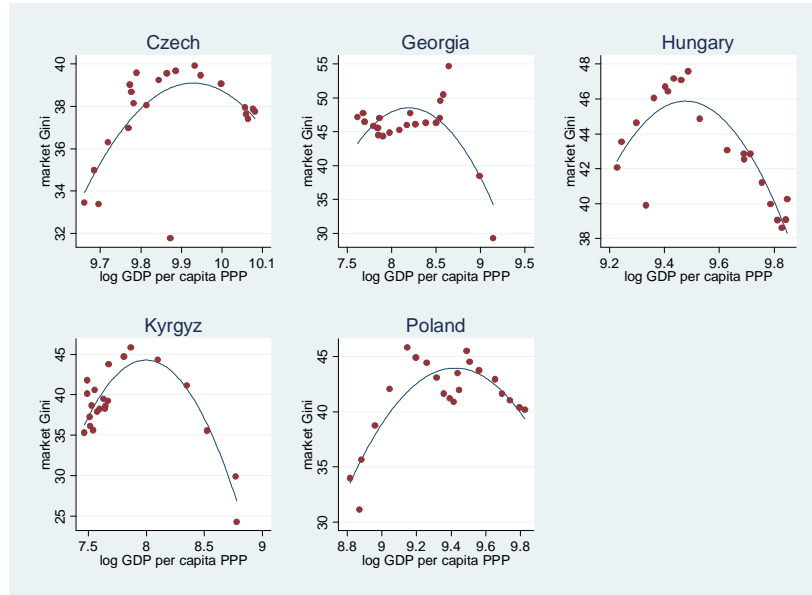 Czech
market Gini
40
38
36
34
32
9.7 9.8 9.9 10 10.1
log GDP per capita PPP
Georgia
market Gini
55
50
45
40
35
30
7.5 8 8.5 9 9.5
log GDP per capita PPP
Hungary
market Gini
48
46
44
42
40
38
9.2 9.4 9.6 9.8
log GDP per capita PPP
Kyrgyz
market Gini
45
40
35
30
25
7.5 8 8.5 9
log GDP per capita PPP
Poland
market Gini
45
40
35
30
8.8 9 9.2 9.4 9.6 9.8
log GDP per capita PPP